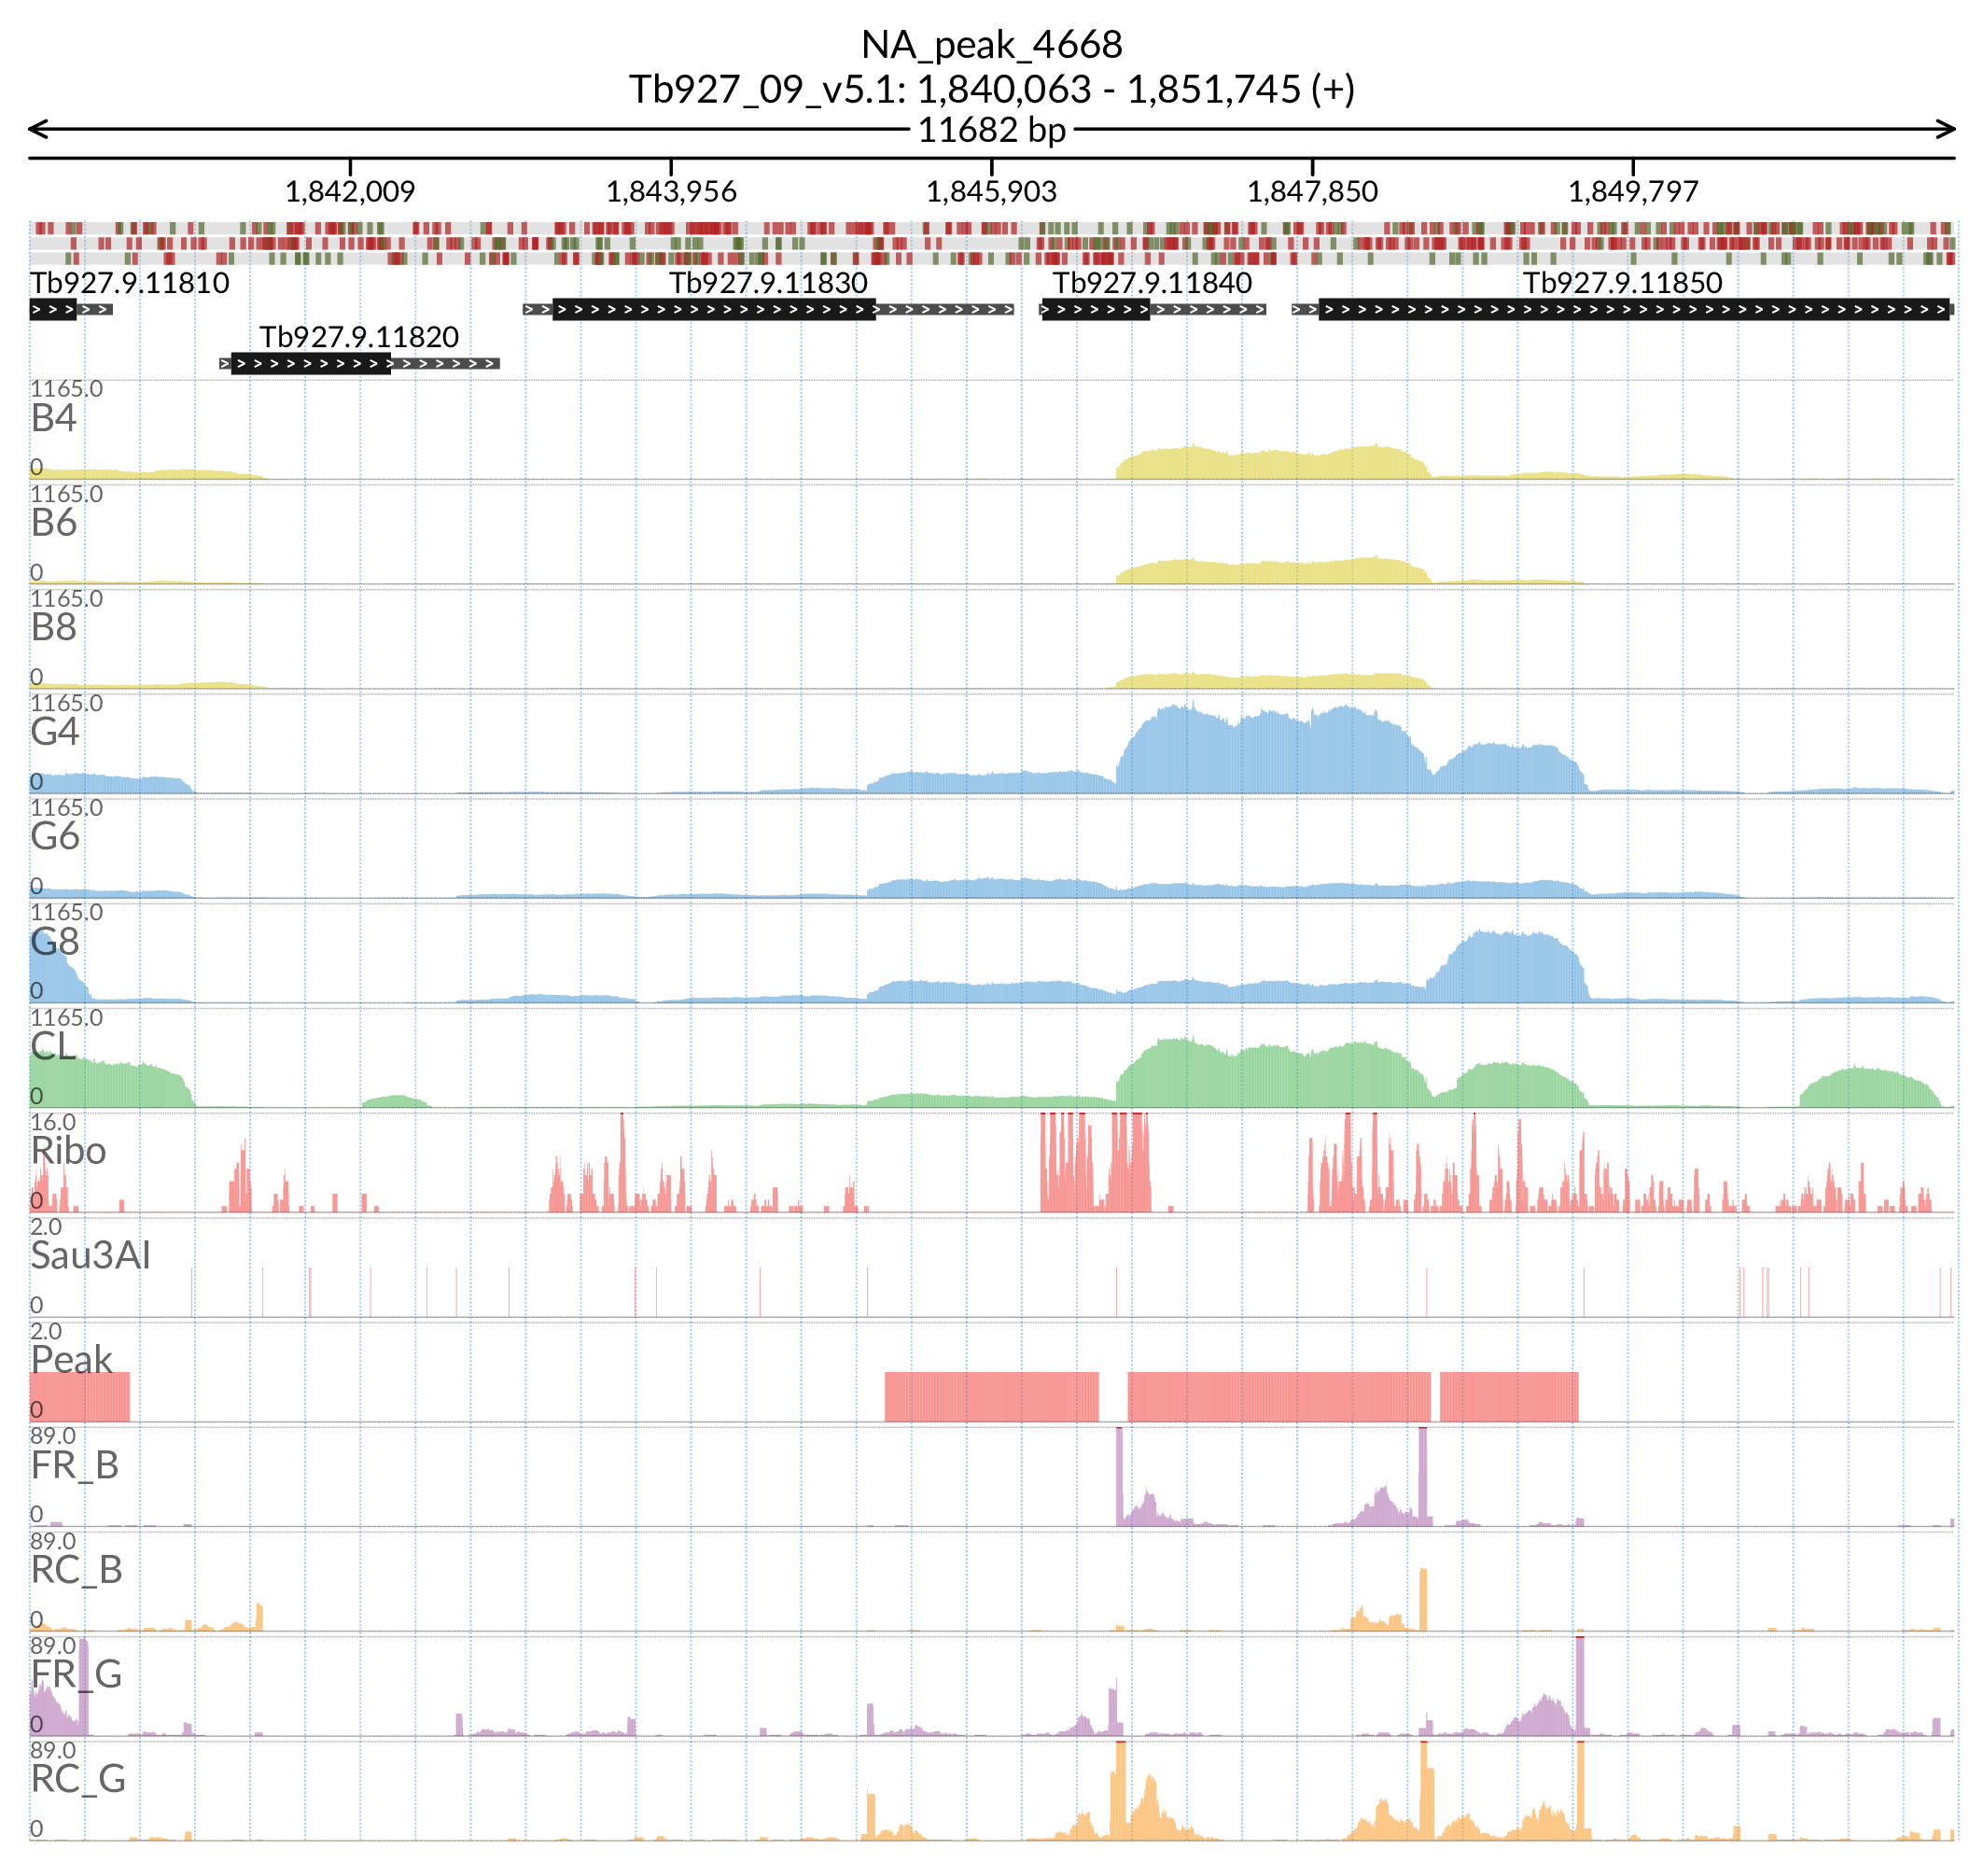 NA_peak_4668
Tb927_09_v5.1: 1,840,063 - 1,851,745 (+)
11682 bp
1,842,009 1,843,956 1,845,903 1,847,850 1,849,797
Tb927.9.11810 Tb927.9.11830 Tb927.9.11840 Tb927.9.11850
Tb927.9.11820
1165.0
B4
0
1165.0
B6
0
1165.0
B8
0
1165.0
G4
0
1165.0
G6
0
1165.0
G8
0
1165.0
CL
0
16.0
Ribo
0
2.0
Sau3AI
0
2.0
Peak
0
89.0
FR_B
0
89.0
RC_B
0
89.0
FR_G
0
89.0
RC_G
0